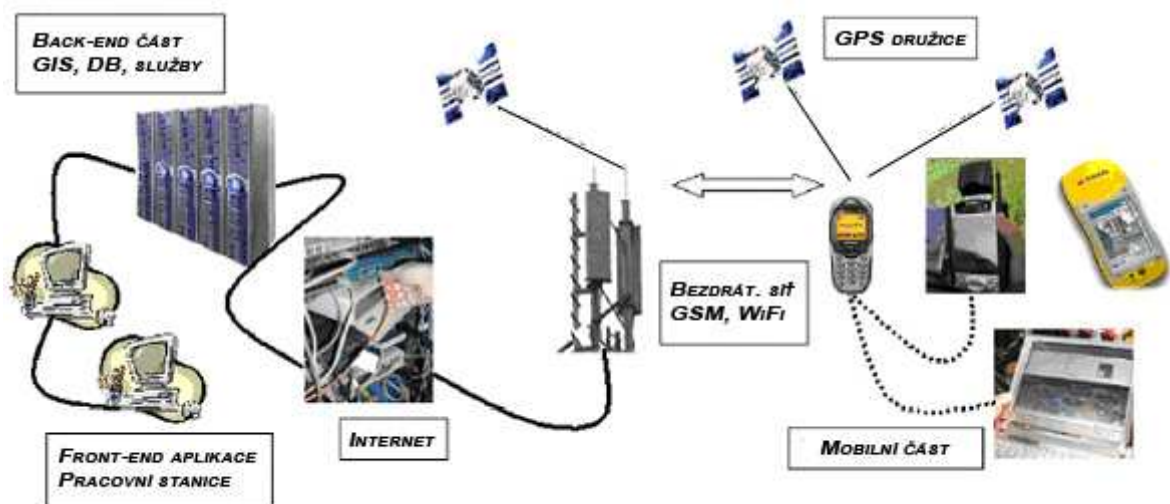 BACK-END ČÁST
GIS, DB, SLUŽBY
GPS DRUŽICE
BEZDRÁT. SÍŤ
GSM, WIFI
INTERNET
FRONT-END APLIKACE
PRACOVNÍ STANICE
MOBILNÍ ČÁST